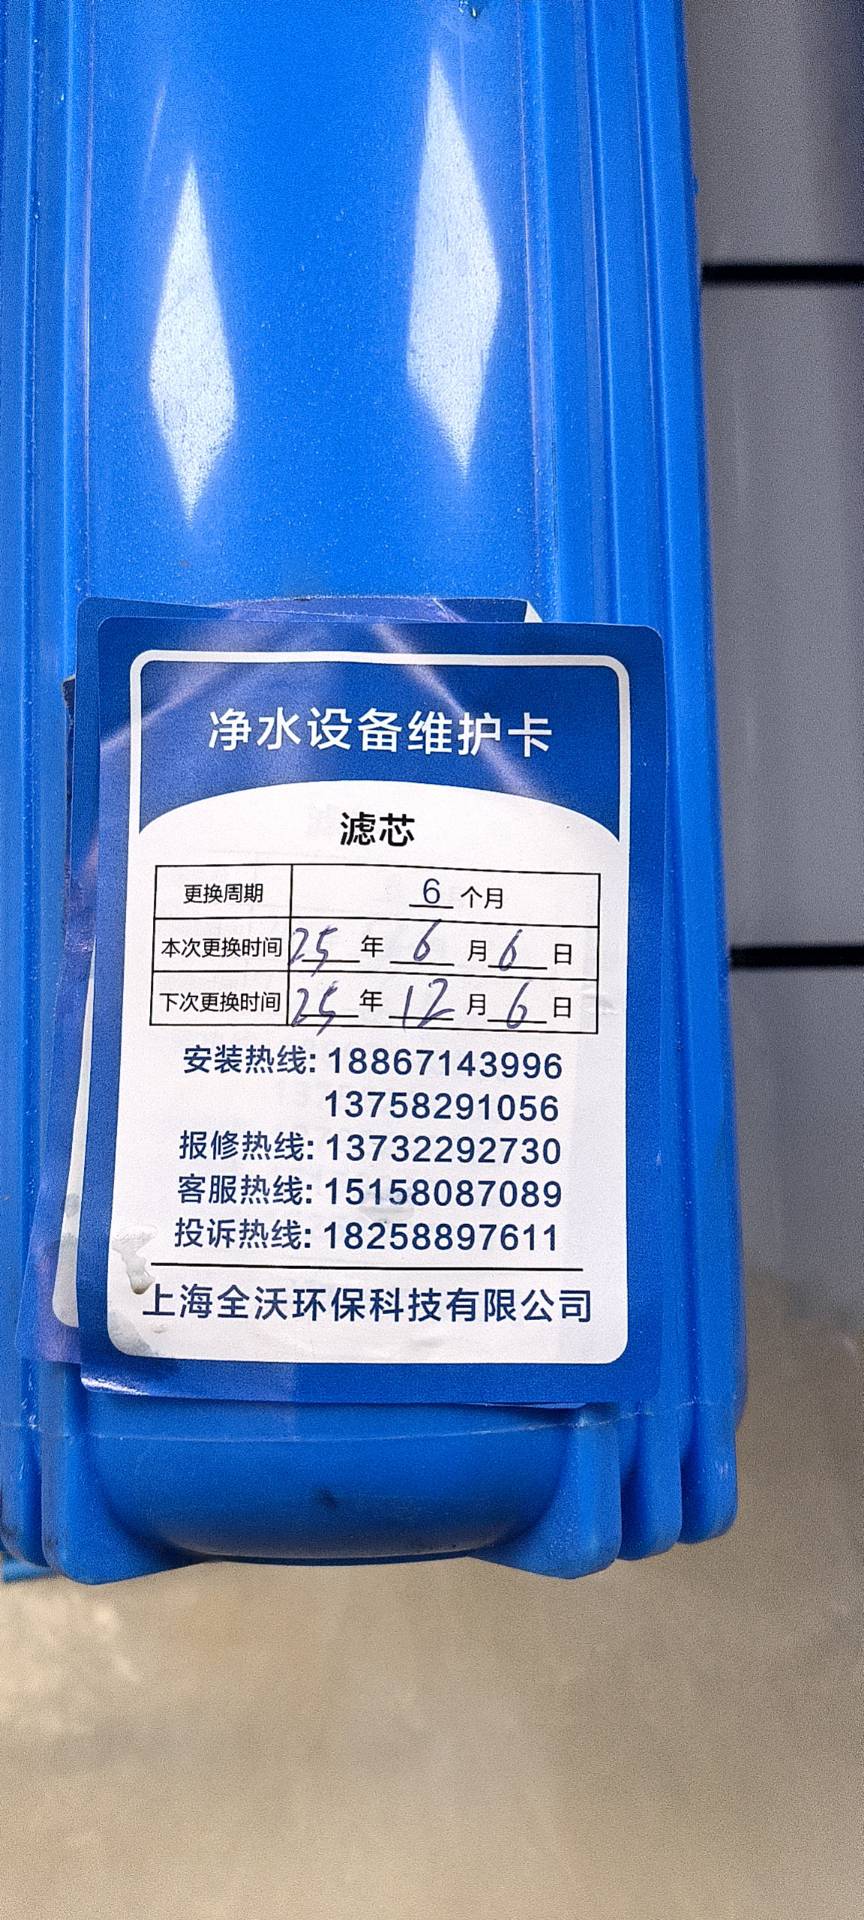 净水设备维护卡
滤芯
更换周期 6 个月
本次更换时间 25 年 6 月 6 日
下次更换时间 25 年 12 月 6 日
安装热线: 18867143996
13758291056
报修热线: 13732292730
客服热线: 15158087089
投诉热线: 18258897611
上海全沃环保科技有限公司